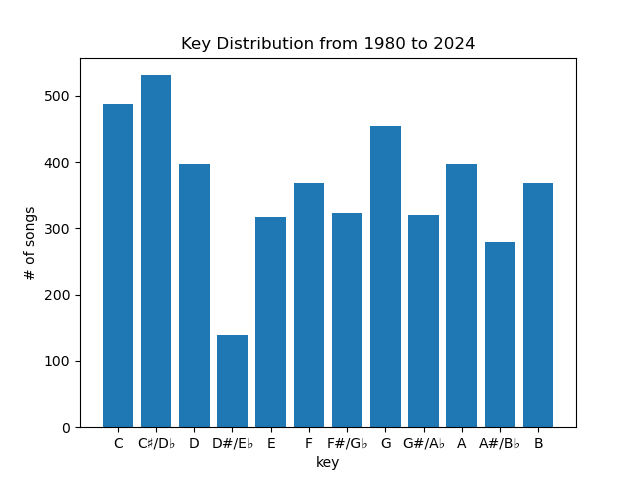 Key Distribution from 1980 to 2024
# of songs
500
400
300
200
100
0
C C♯/D♭ D D#/E♭ E F F#/G♭ G G#/A♭ A A#/B♭ B
key